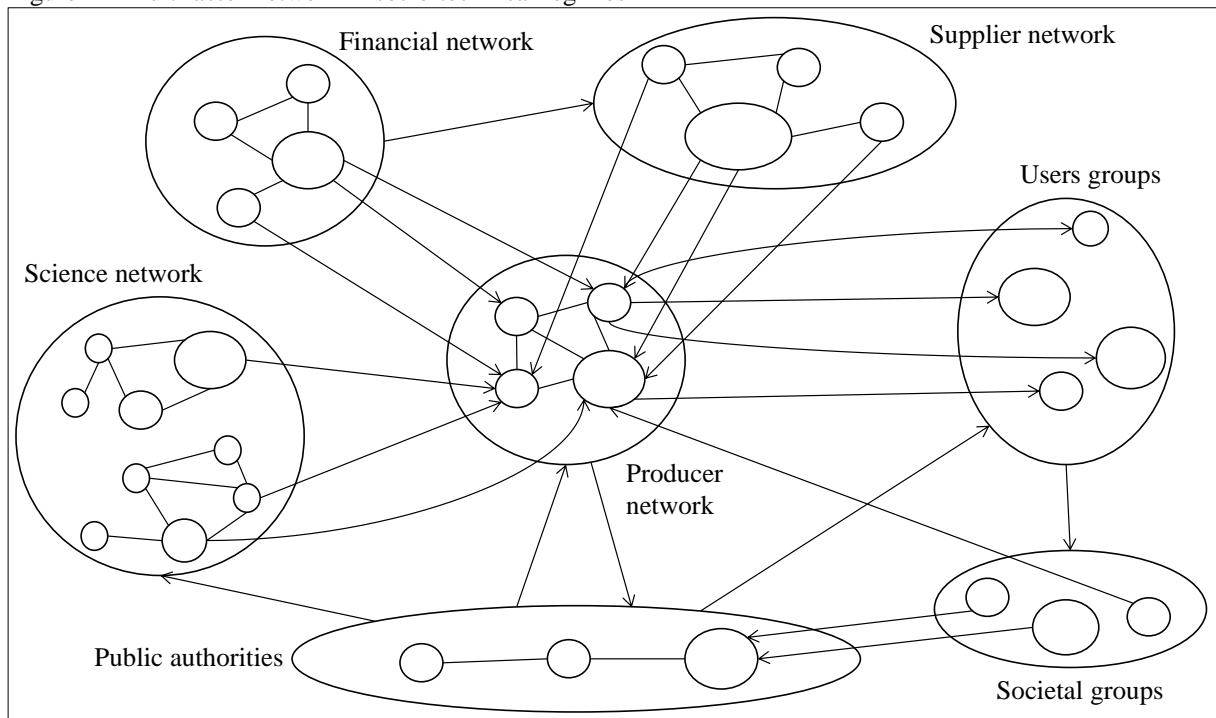 Financial network
Supplier network
Users groups
Science network
Producer
network
Public authorities
Societal groups